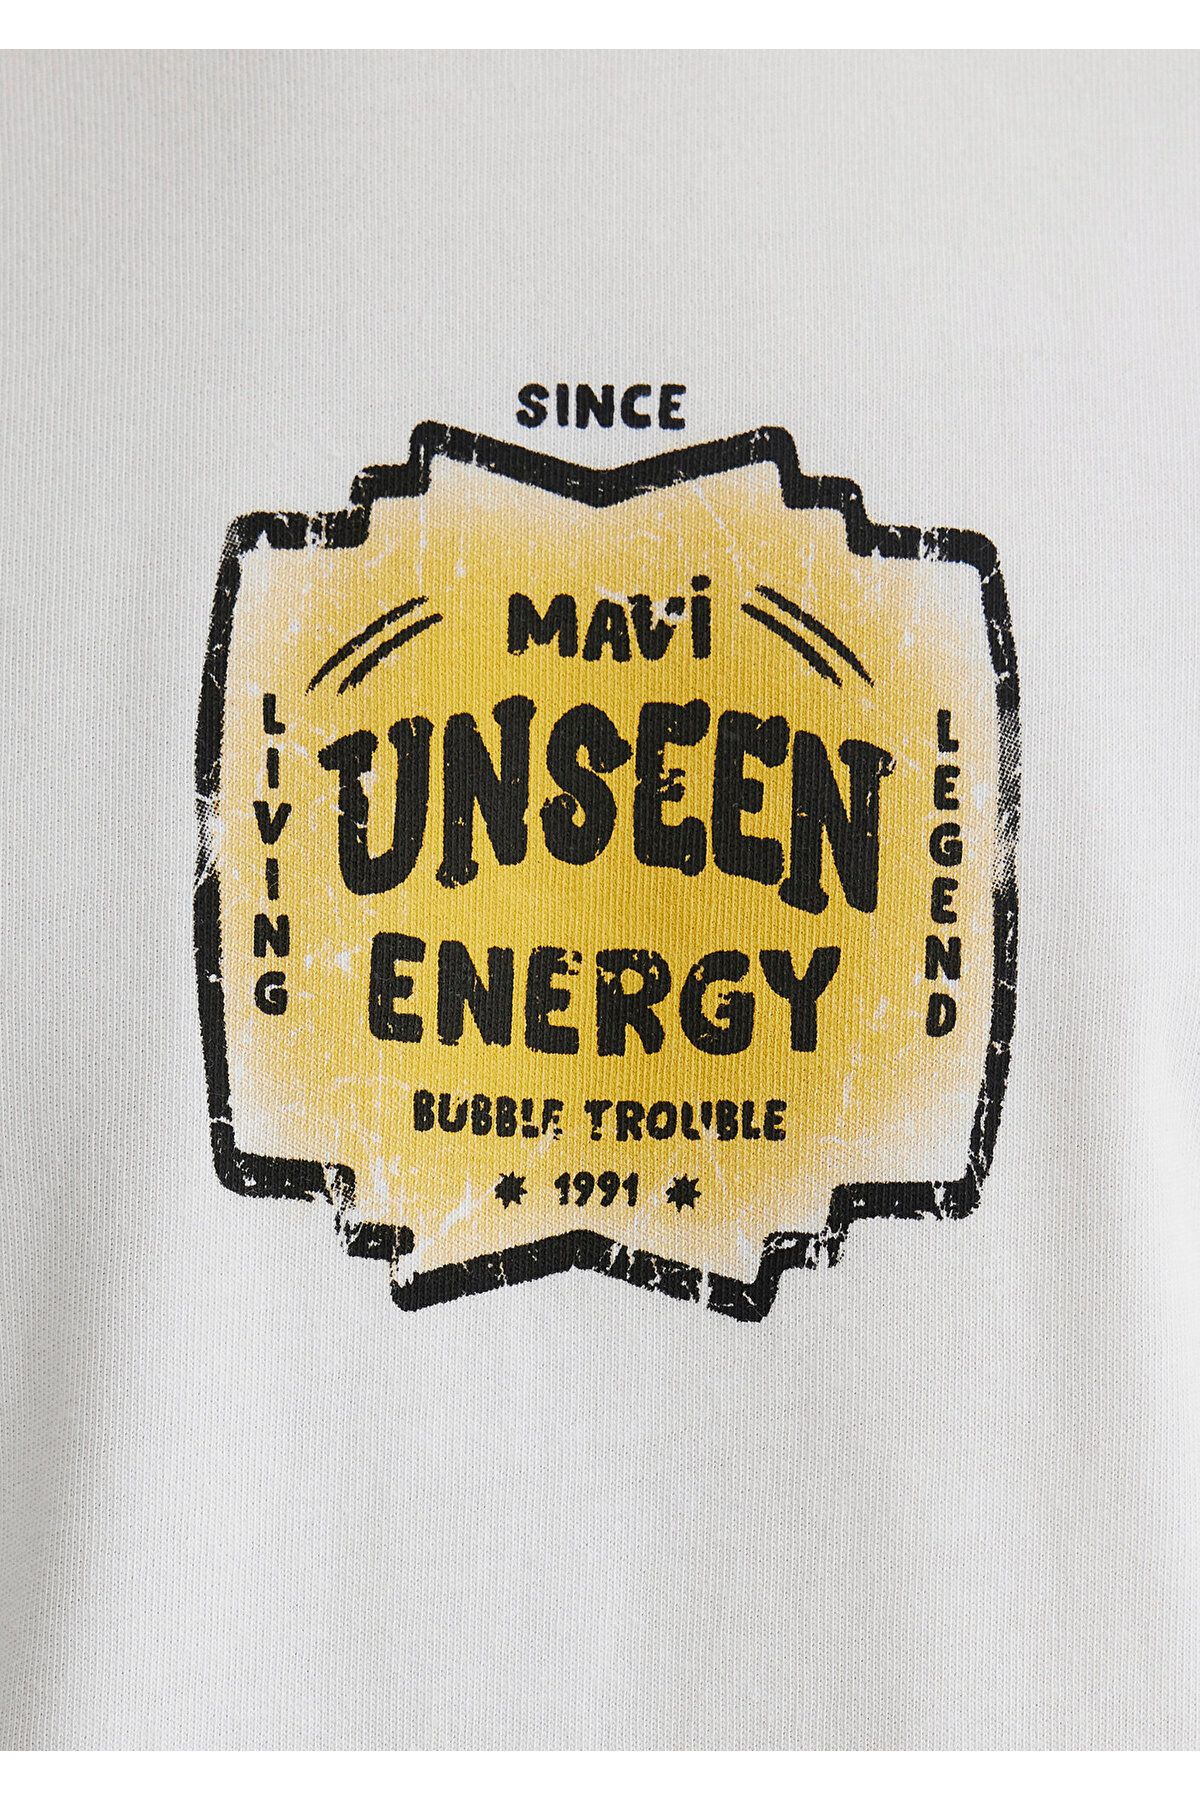 SINCE
MAVi
UNSEEN
LIVING
LEGEND
ENERGY
BUBBLE TROUBLE
1991